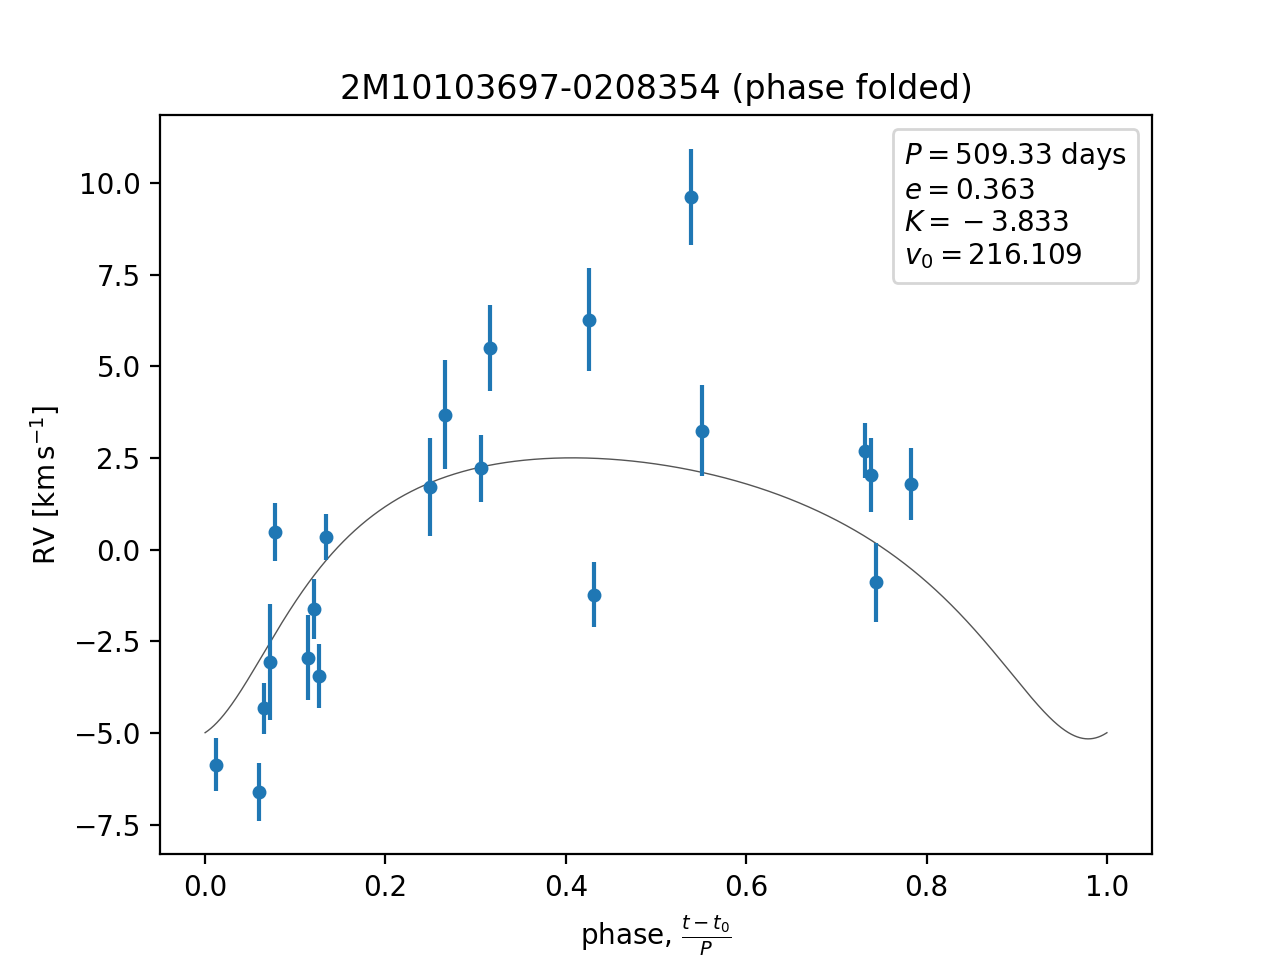 2M10103697-0208354 (phase folded)
P = 509.33 days
e = 0.363
K = −3.833
v₀ = 216.109
RV [km s⁻¹]
10.0
7.5
5.0
2.5
0.0
−2.5
−5.0
−7.5
0.0 0.2 0.4 0.6 0.8 1.0
phase, (t − t₀)/P